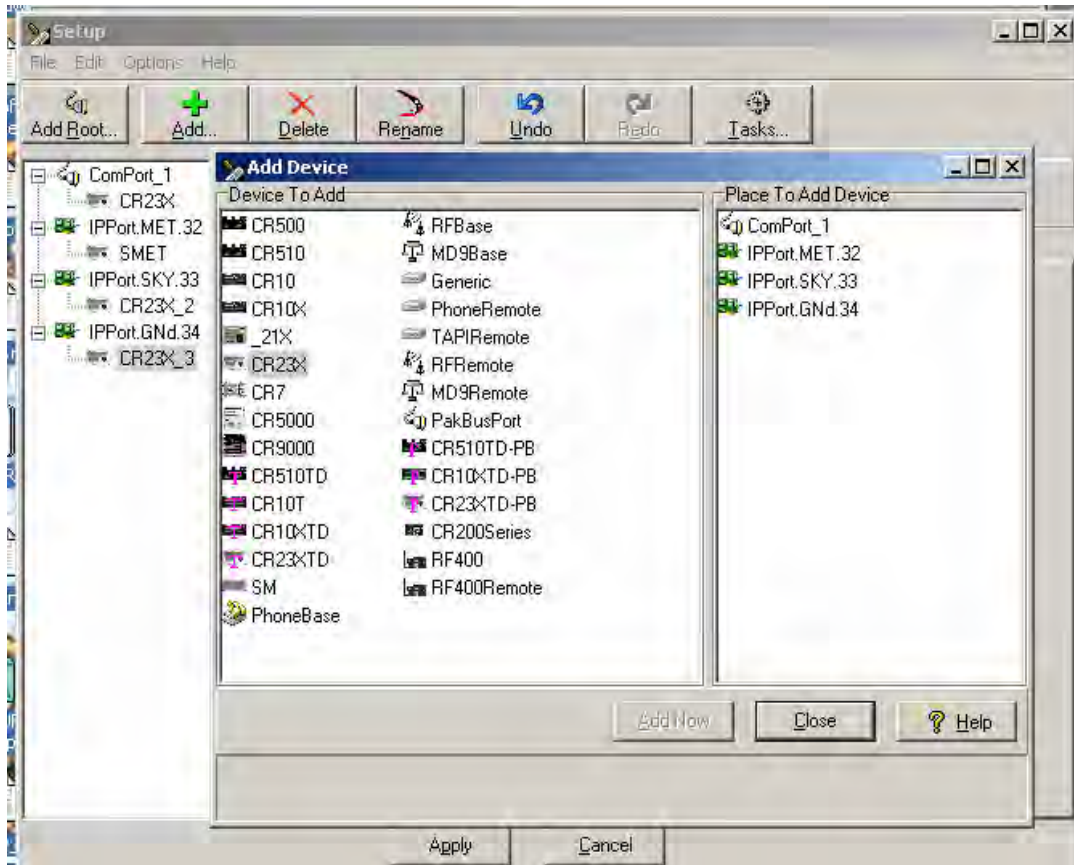 Setup
File Edit Options Help
Add Root... Add... Delete Rename Undo Redo Tasks...
ComPort_1
CR23X
IPPort.MET.32
SMET
IPPort.SKY.33
CR23X_2
IPPort.GNd.34
CR23X_3
Add Device
Device To Add
CR500
CR510
CR10
CR10X
_21X
CR23X
CR7
CR5000
CR9000
CR510TD
CR10T
CR10XTD
CR23XTD
SM
PhoneBase
RFBase
MD9Base
Generic
PhoneRemote
TAPIRemote
RFRemote
MD9Remote
PakBusPort
CR510TD-PB
CR10XTD-PB
CR23XTD-PB
CR200Series
RF400
RF400Remote
Place To Add Device
ComPort_1
IPPort.MET.32
IPPort.SKY.33
IPPort.GNd.34
Add Now Close Help
Apply Cancel